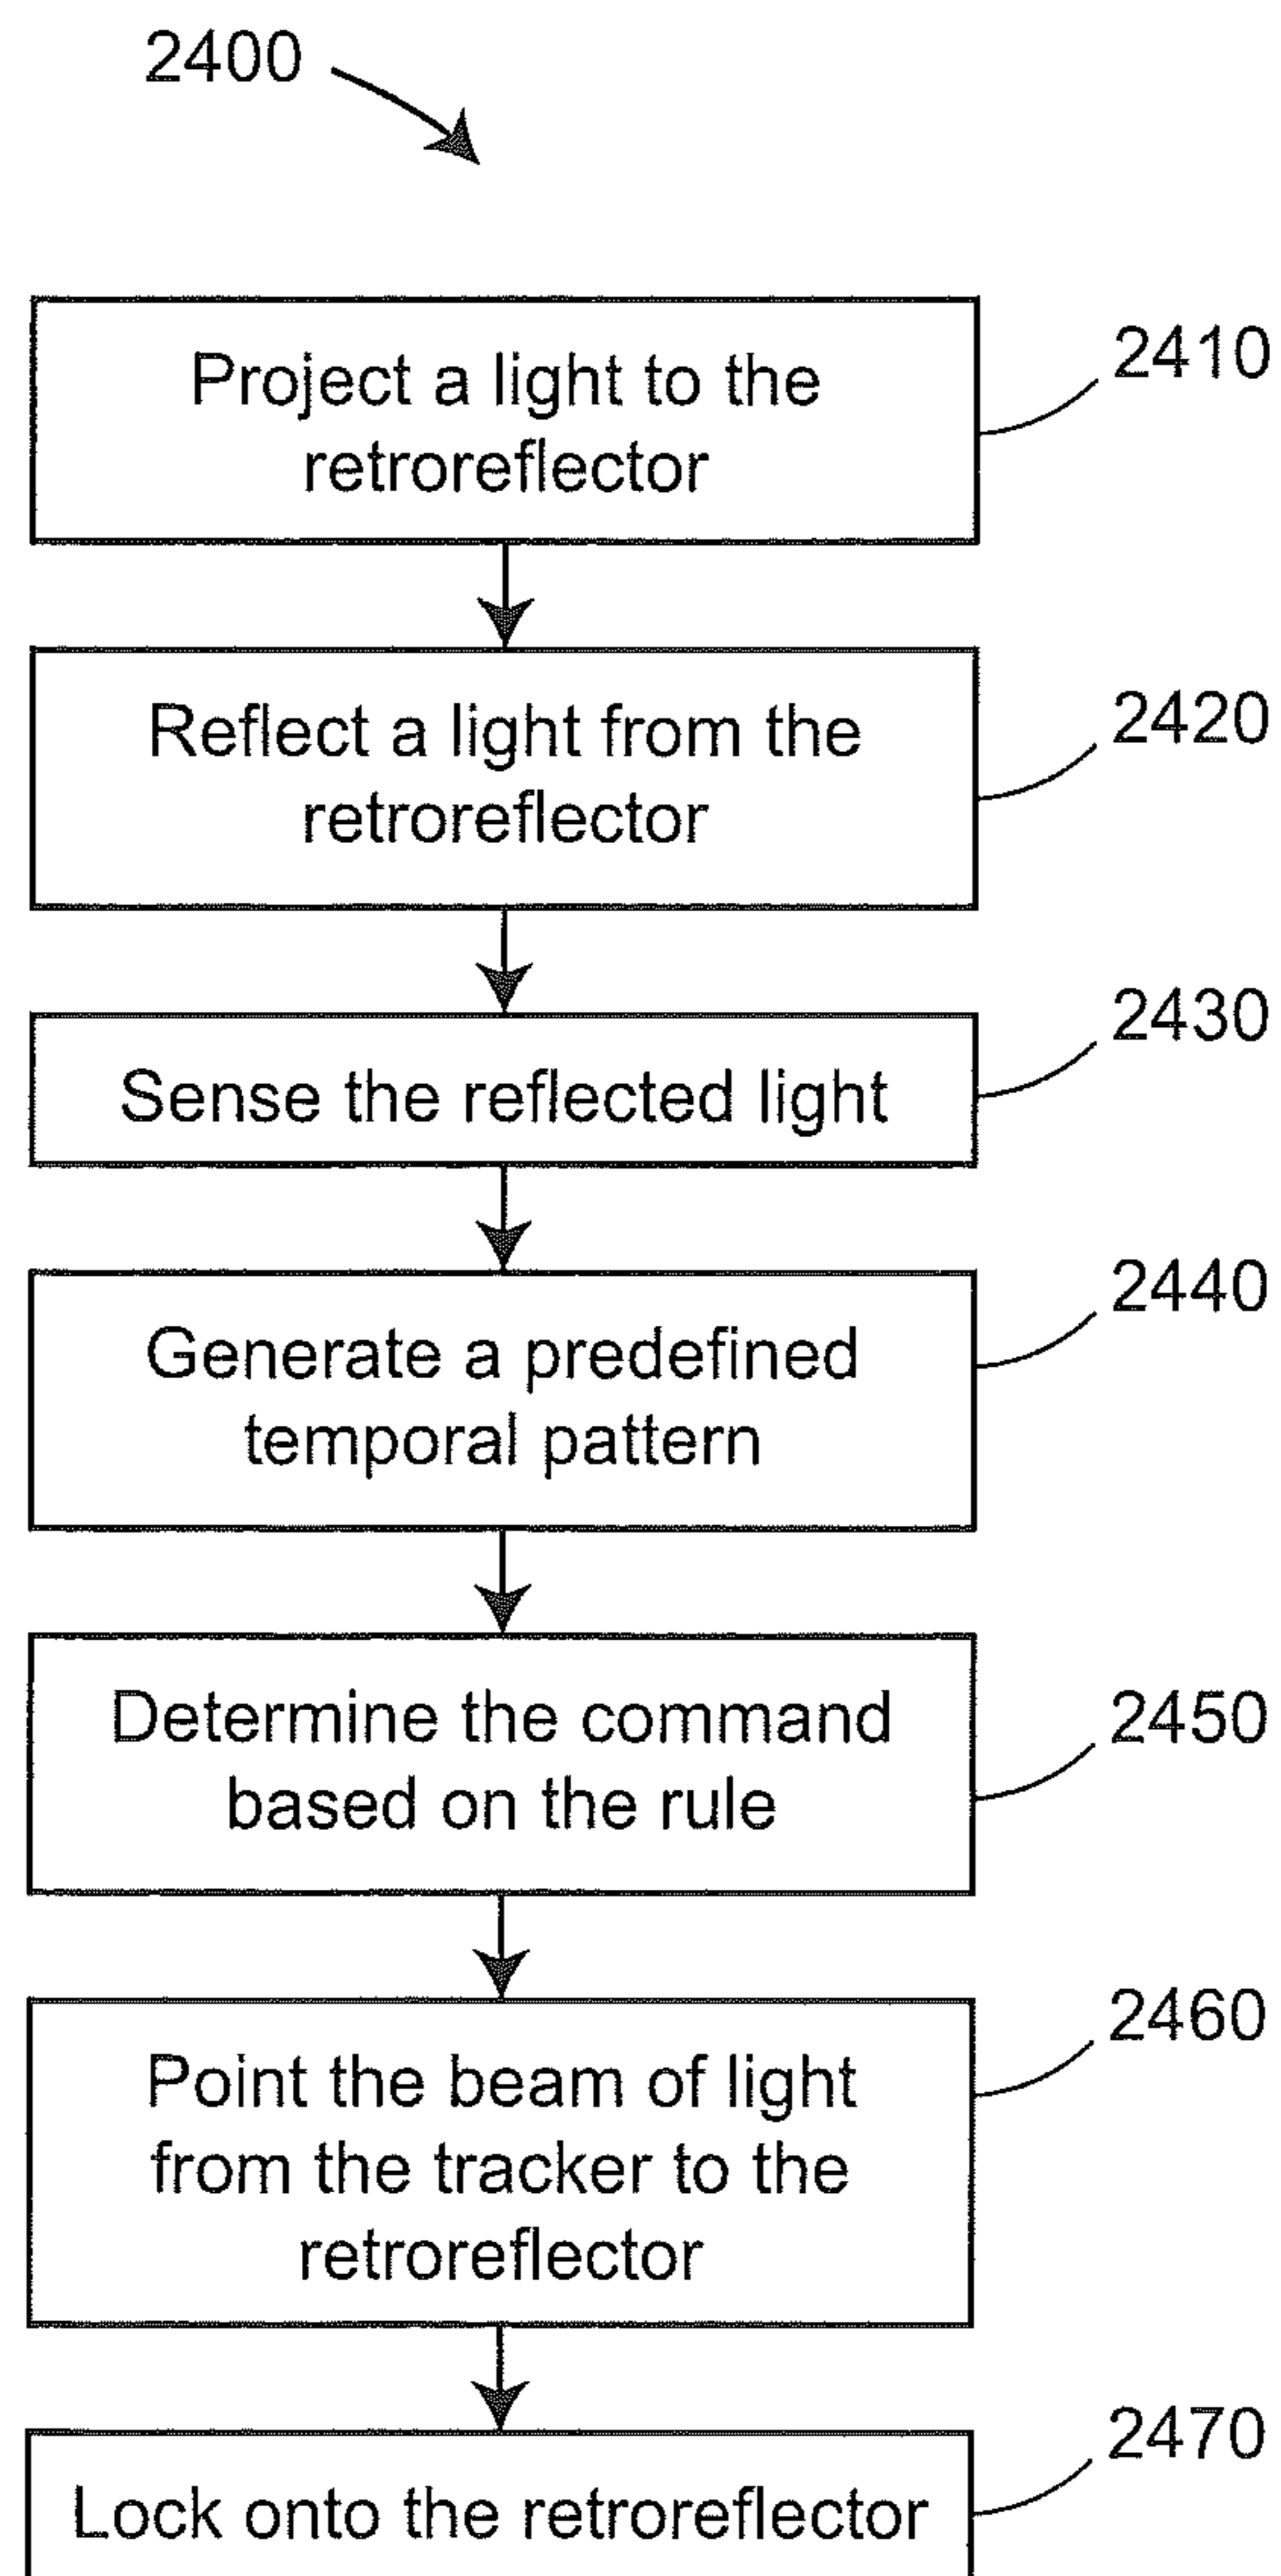 2400
Project a light to the
retroreflector
2410
Reflect a light from the
retroreflector
2420
Sense the reflected light
2430
Generate a predefined
temporal pattern
2440
Determine the command
based on the rule
2450
Point the beam of light
from the tracker to the
retroreflector
2460
Lock onto the retroreflector
2470